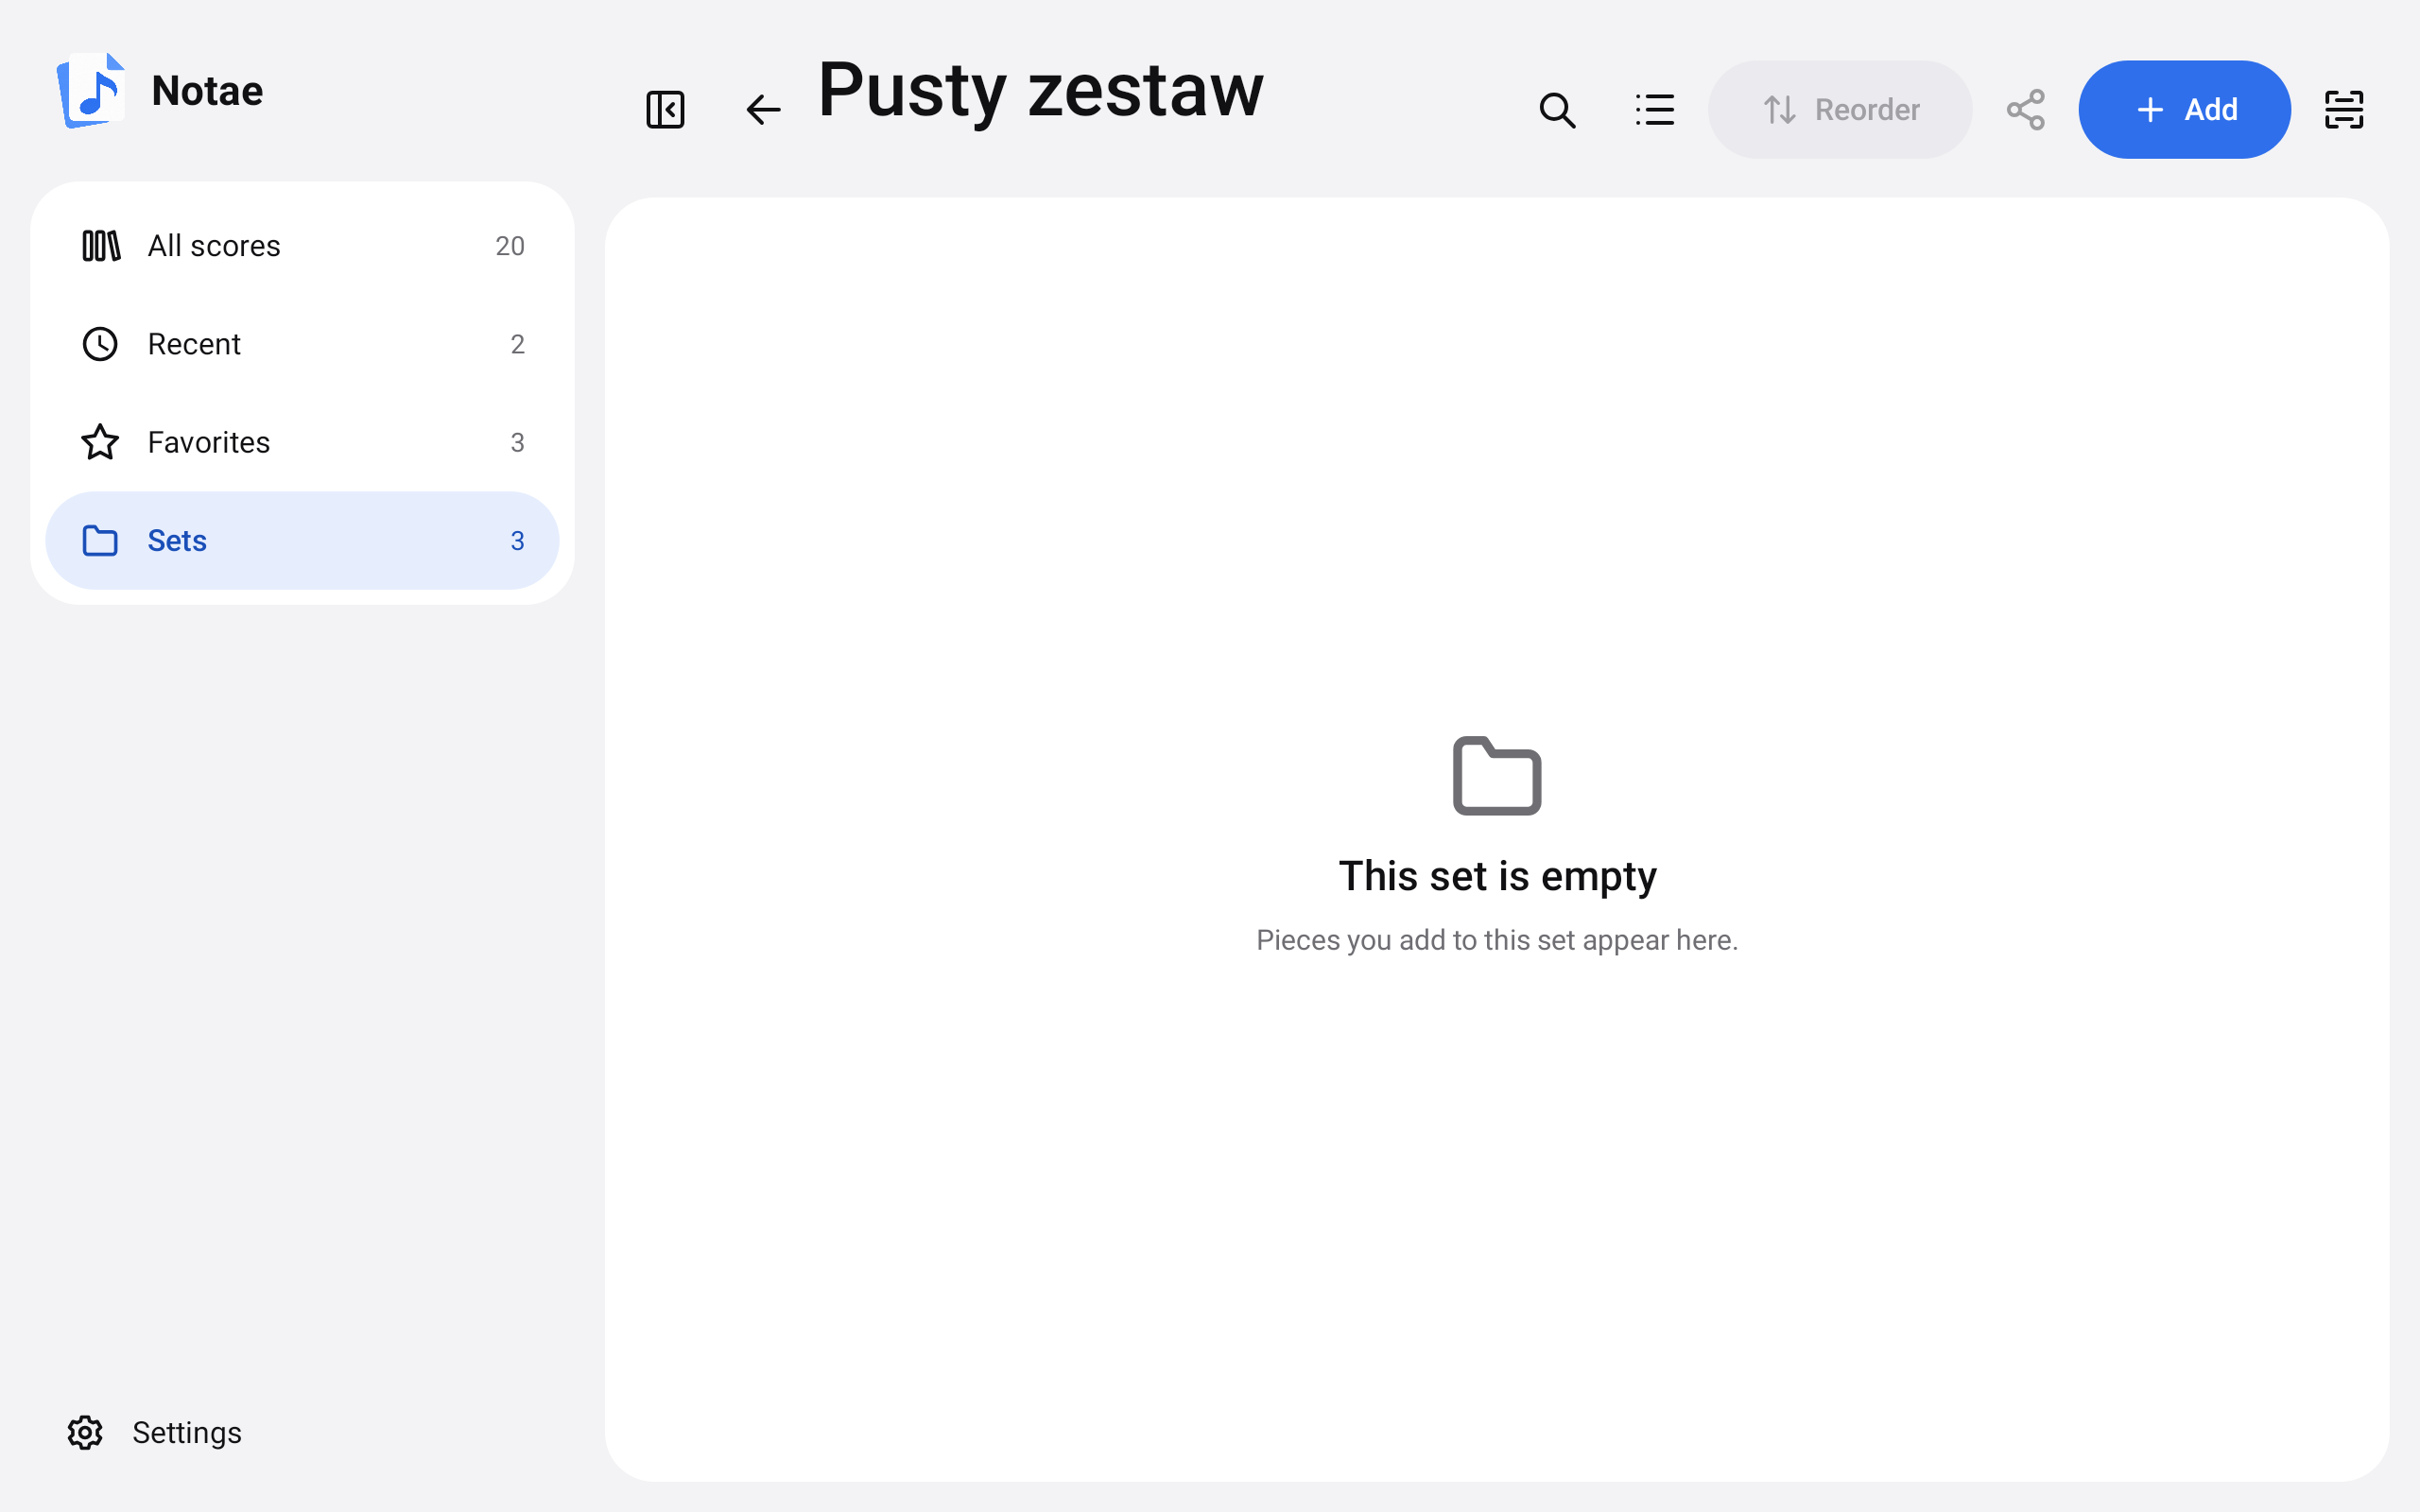 Notae
Pusty zestaw
Reorder
Add
All scores 20
Recent 2
Favorites 3
Sets 3
This set is empty
Pieces you add to this set appear here.
Settings